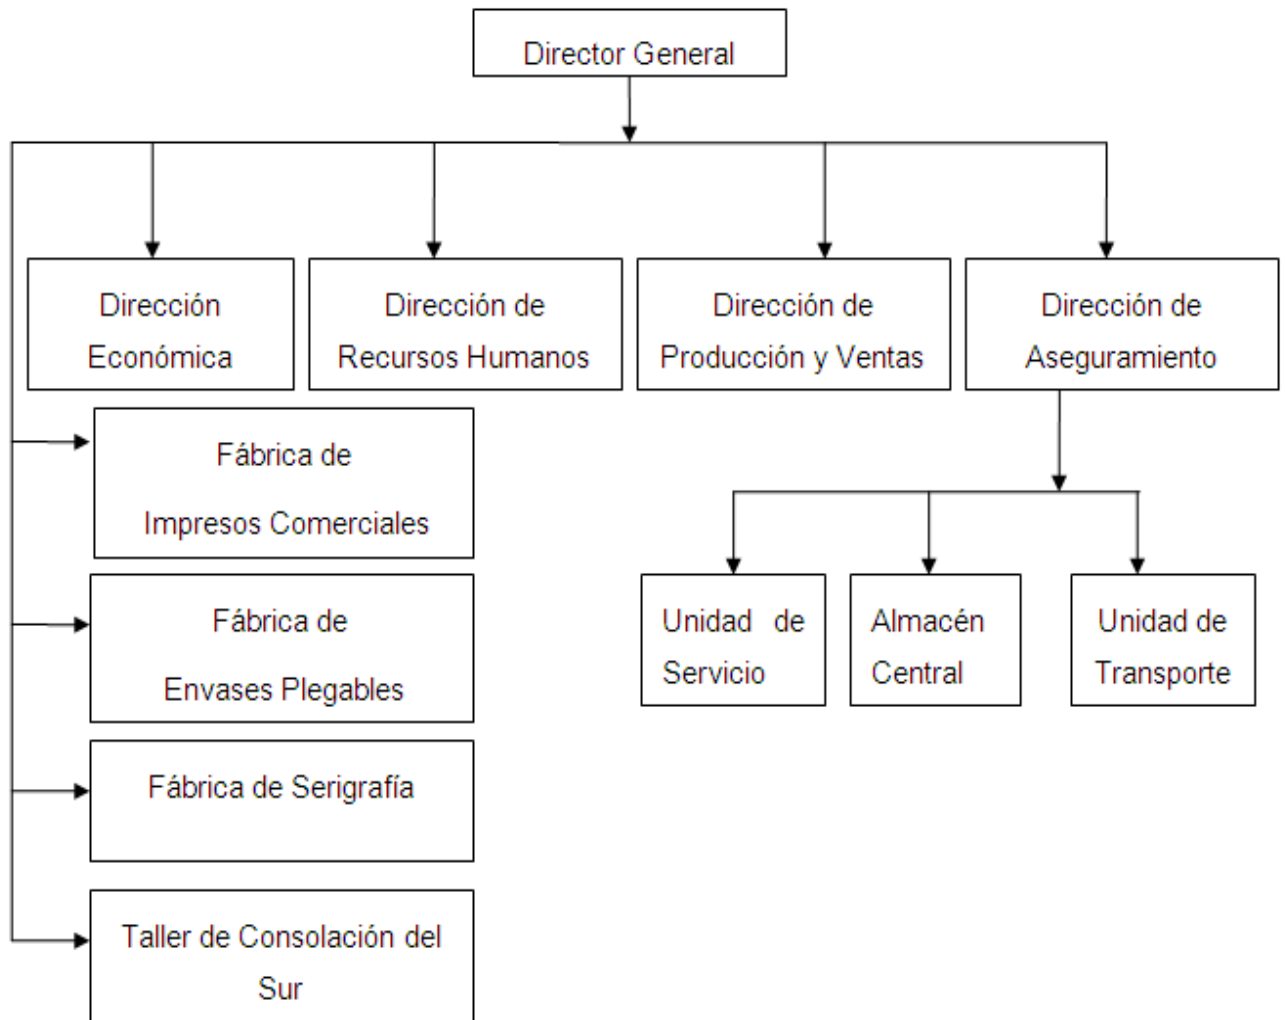 Director General
Dirección
Económica
Dirección de
Recursos Humanos
Dirección de
Producción y Ventas
Dirección de
Aseguramiento
Fábrica de
Impresos Comerciales
Fábrica de
Envases Plegables
Fábrica de Serigrafía
Taller de Consolación del
Sur
Unidad de
Servicio
Almacén
Central
Unidad de
Transporte